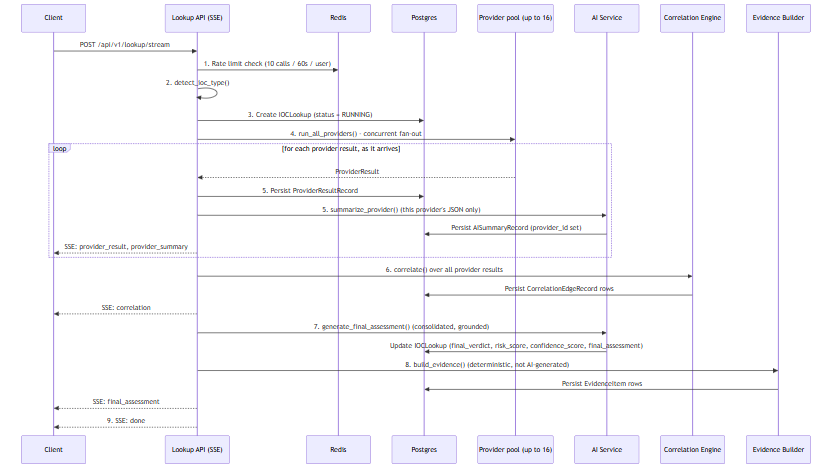 Client
Lookup API (SSE)
Redis
Postgres
Provider pool (up to 16)
AI Service
Correlation Engine
Evidence Builder
POST /api/v1/lookup/stream
1. Rate limit check (10 calls / 60s / user)
2. detect_ioc_type()
3. Create IOCLookup (status = RUNNING)
4. run_all_providers() - concurrent fan-out
loop
[for each provider result, as it arrives]
ProviderResult
5. Persist ProviderResultRecord
5. summarize_provider() (this provider's JSON only)
Persist AISummaryRecord (provider_id set)
SSE: provider_result, provider_summary
6. correlate() over all provider results
Persist CorrelationEdgeRecord rows
SSE: correlation
7. generate_final_assessment() (consolidated, grounded)
Update IOCLookup (final_verdict, risk_score, confidence_score, final_assessment)
8. build_evidence() (deterministic, not AI-generated)
Persist EvidenceItem rows
SSE: final_assessment
9. SSE: done
Client
Lookup API (SSE)
Redis
Postgres
Provider pool (up to 16)
AI Service
Correlation Engine
Evidence Builder